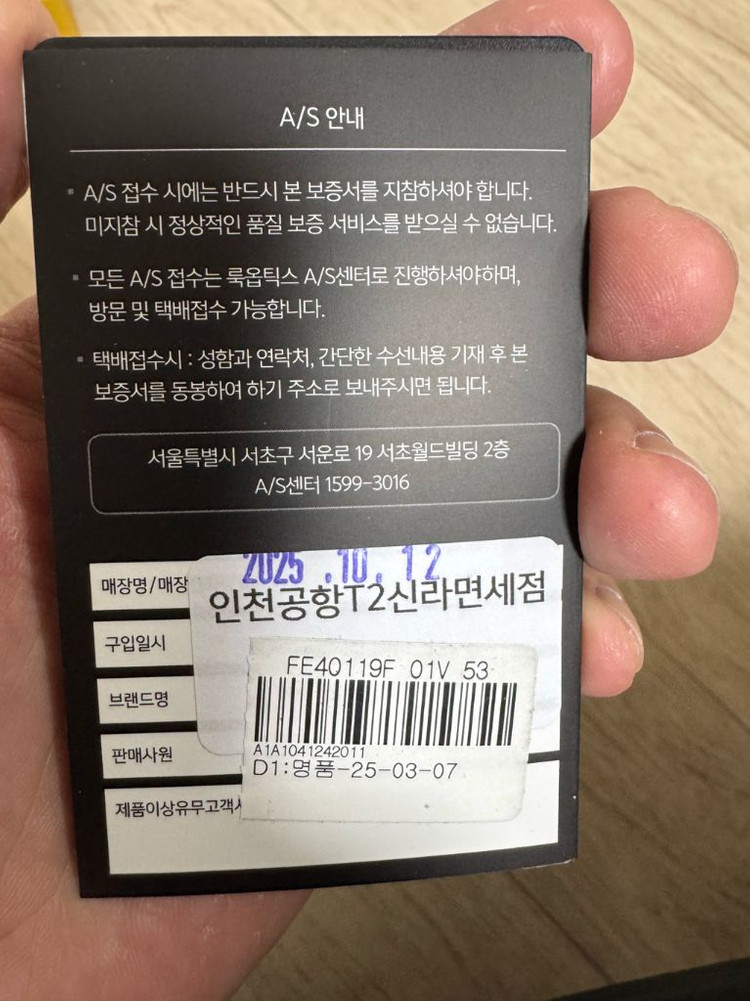 A/S 안내
▪ A/S 접수 시에는 반드시 본 보증서를 지참하셔야 합니다.
미지참 시 정상적인 품질 보증 서비스를 받으실 수 없습니다.
▪ 모든 A/S 접수는 룩옵틱스 A/S센터로 진행하셔야하며,
방문 및 택배접수 가능합니다.
▪ 택배접수시 : 성함과 연락처, 간단한 수선내용 기재 후 본
보증서를 동봉하여 하기 주소로 보내주시면 됩니다.
서울특별시 서초구 서운로 19 서초월드빌딩 2층
A/S센터 1599-3016
2025.10.12
매장명/매장
인천공항T2신라면세점
구입일시
FE40119F 01V 53
브랜드명
A1A1041242011
판매사원
D1:명품-25-03-07
제품이상유무고객